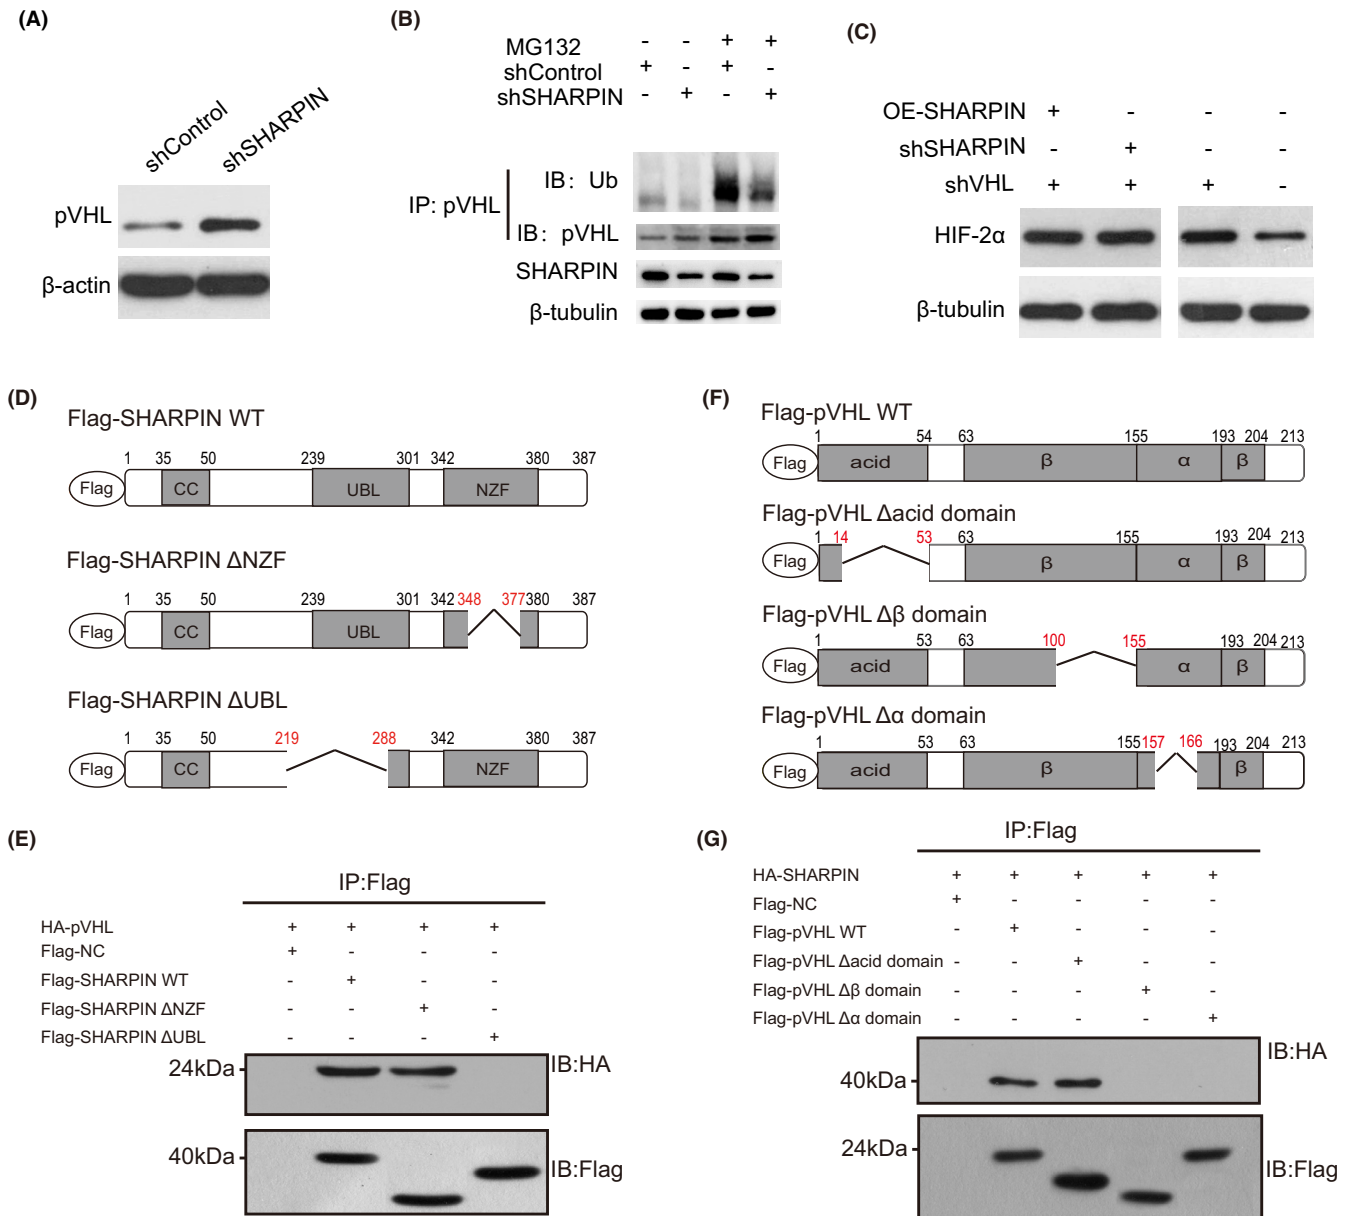 (A)
shControl shSHARPIN
pVHL
β-actin
(B)
MG132 - - + +
shControl + - + -
shSHARPIN - + - +
IP: pVHL
IB: Ub
IB: pVHL
SHARPIN
β-tubulin
(C)
OE-SHARPIN + - - -
shSHARPIN - + - -
shVHL + + + -
HIF-2α
β-tubulin
(D)
Flag-SHARPIN WT
1 35 50 239 301 342 380 387
Flag CC UBL NZF
Flag-SHARPIN ΔNZF
1 35 50 239 301 342 348 377 380 387
Flag CC UBL
Flag-SHARPIN ΔUBL
1 35 50 219 288 342 380 387
Flag CC NZF
(F)
Flag-pVHL WT
1 54 63 155 193 204 213
Flag acid β α β
Flag-pVHL Δacid domain
1 14 53 63 155 193 204 213
Flag β α β
Flag-pVHL Δβ domain
1 53 63 100 155 193 204 213
Flag acid α β
Flag-pVHL Δα domain
1 53 63 155 157 166 193 204 213
Flag acid β β
(E)
IP:Flag
HA-pVHL + + + +
Flag-NC + - - -
Flag-SHARPIN WT - + - -
Flag-SHARPIN ΔNZF - - + -
Flag-SHARPIN ΔUBL - - - +
24kDa IB:HA
40kDa IB:Flag
(G)
IP:Flag
HA-SHARPIN + + + + +
Flag-NC + - - - -
Flag-pVHL WT - + - - -
Flag-pVHL Δacid domain - - + - -
Flag-pVHL Δβ domain - - - + -
Flag-pVHL Δα domain - - - - +
40kDa IB:HA
24kDa IB:Flag